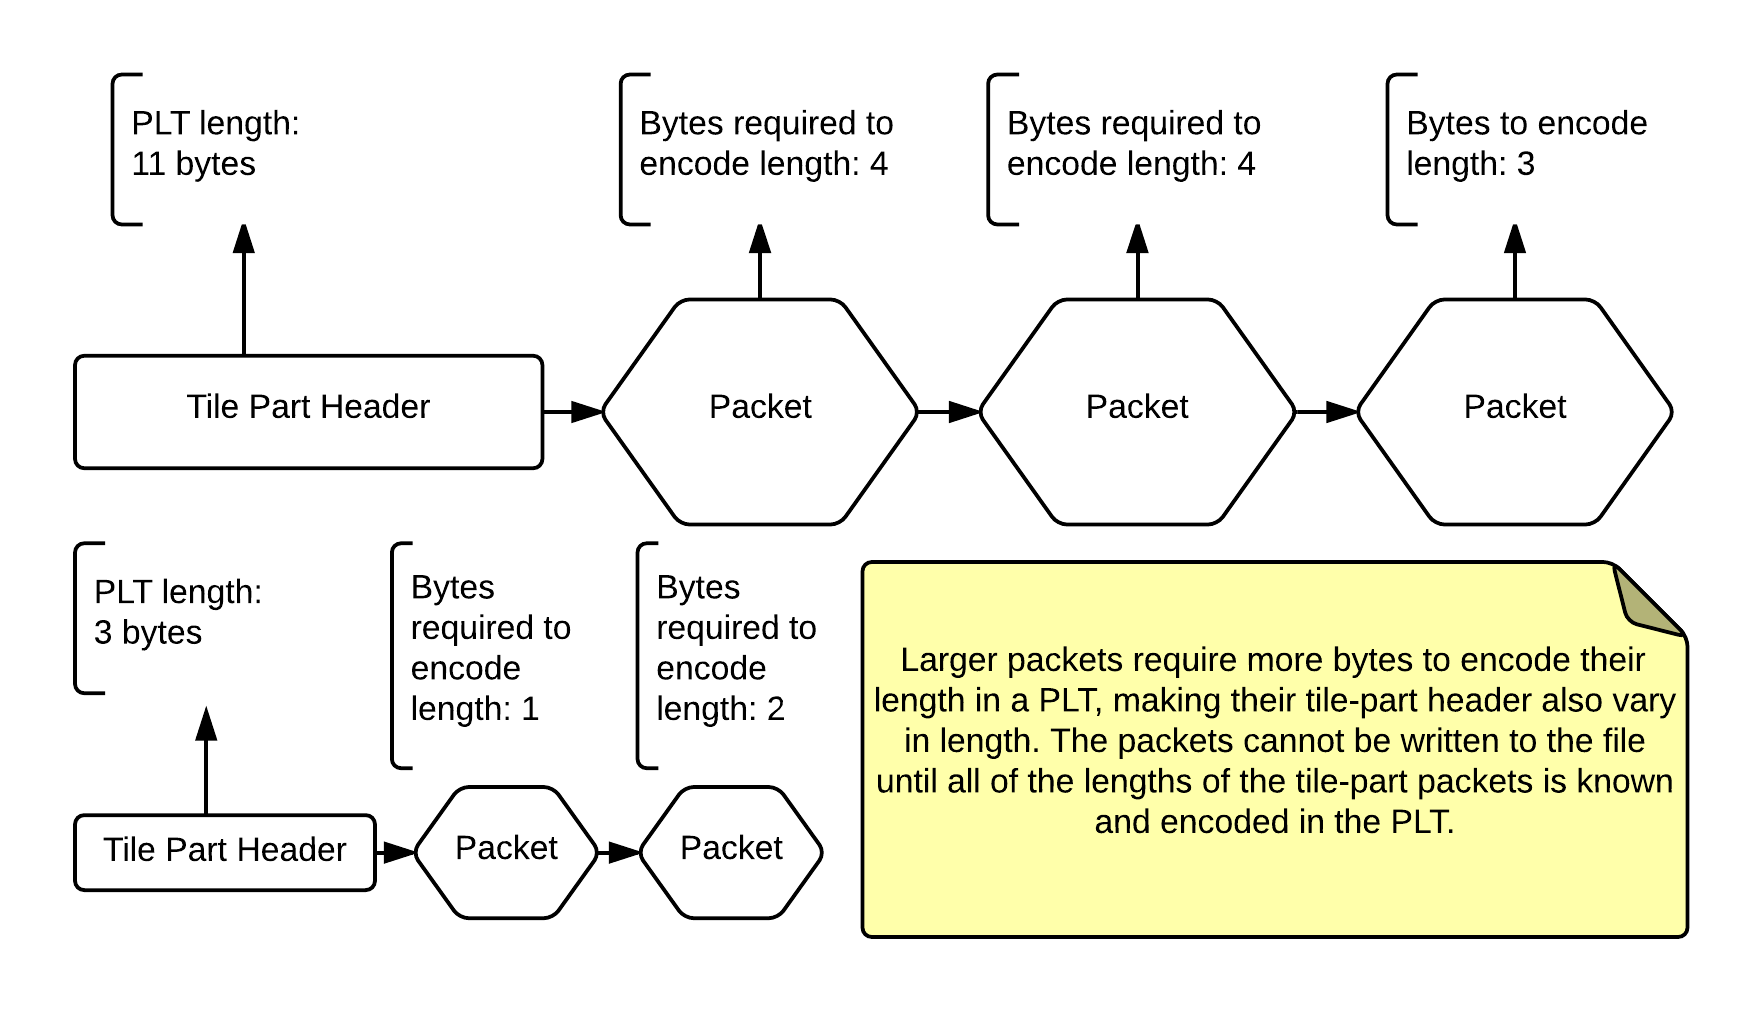 PLT length:
11 bytes
Bytes required to
encode length: 4
Bytes required to
encode length: 4
Bytes to encode
length: 3
Tile Part Header
Packet
Packet
Packet
PLT length:
3 bytes
Bytes
required to
encode
length: 1
Bytes
required to
encode
length: 2
Tile Part Header
Packet
Packet
Larger packets require more bytes to encode their
length in a PLT, making their tile-part header also vary
in length. The packets cannot be written to the file
until all of the lengths of the tile-part packets is known
and encoded in the PLT.